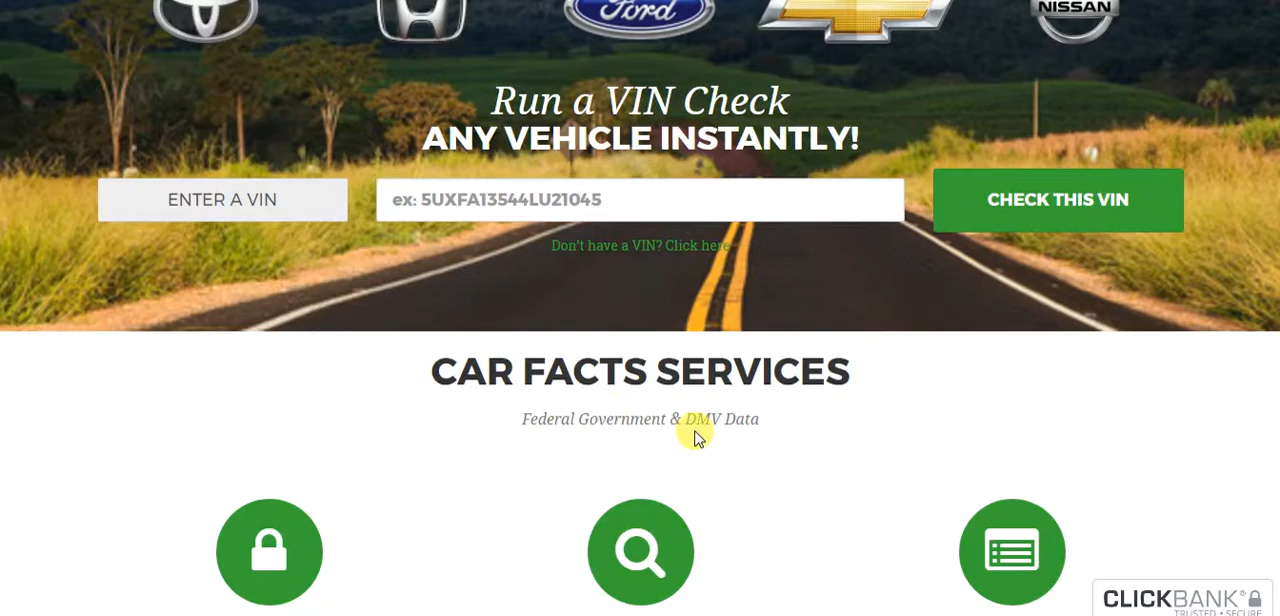 Ford
NISSAN
Run a VIN Check
ANY VEHICLE INSTANTLY!
ENTER A VIN
ex: 5UXFA13544LU21045
CHECK THIS VIN
Don't have a VIN? Click here
CAR FACTS SERVICES
Federal Government & DMV Data
CLICKBANK®
TRUSTED • SECURE